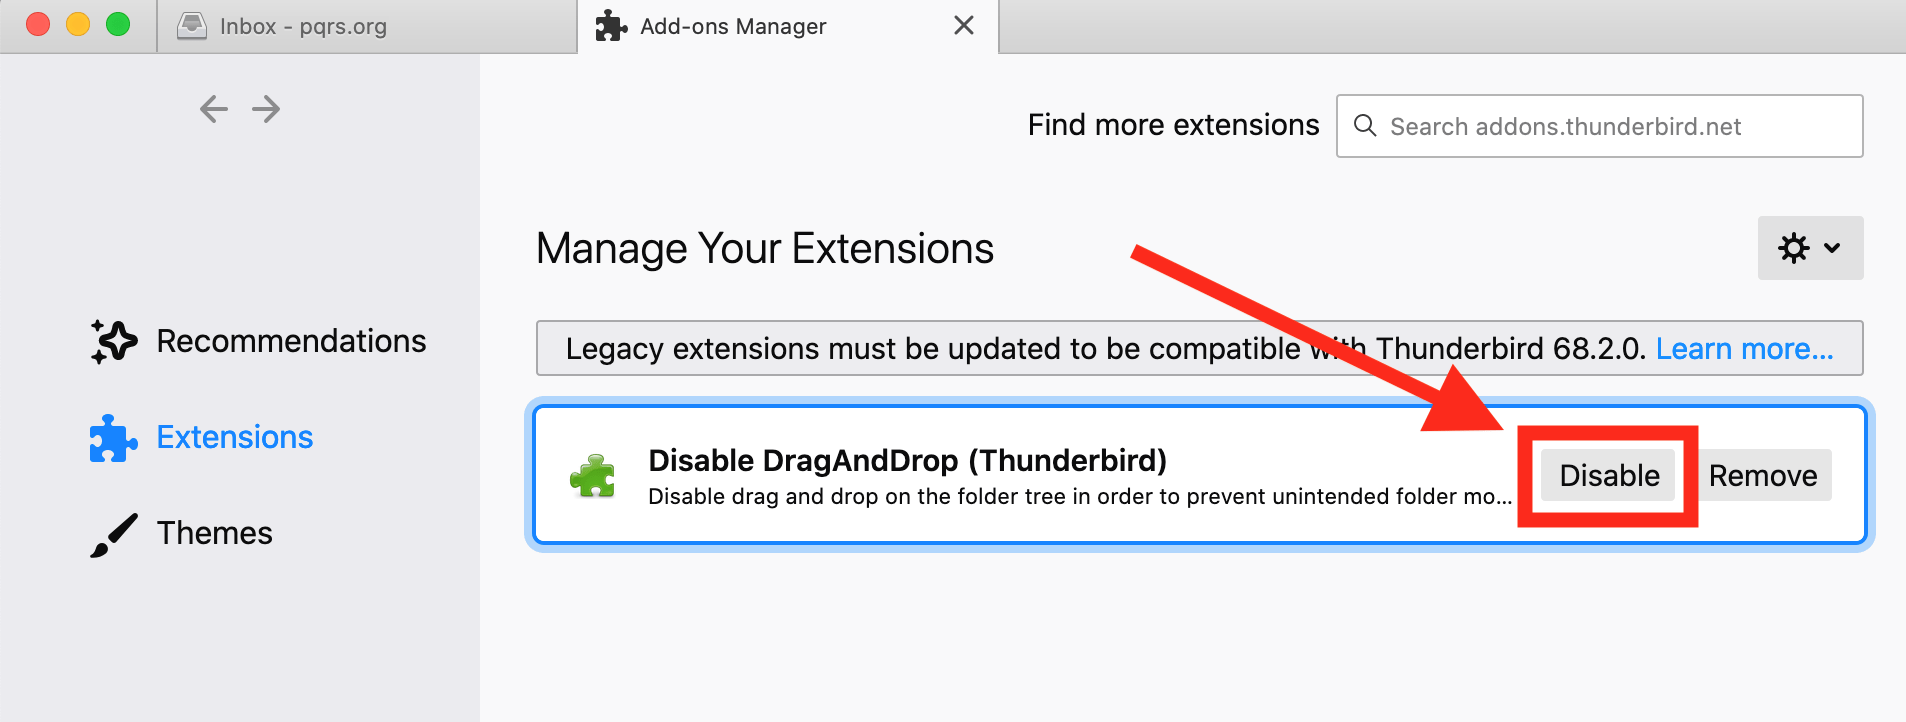 Inbox - pqrs.org
Add-ons Manager
Find more extensions
Search addons.thunderbird.net
Manage Your Extensions
Recommendations
Legacy extensions must be updated to be compatible with Thunderbird 68.2.0. Learn more...
Extensions
Disable DragAndDrop (Thunderbird)
Disable drag and drop on the folder tree in order to prevent unintended folder mo...
Disable
Remove
Themes